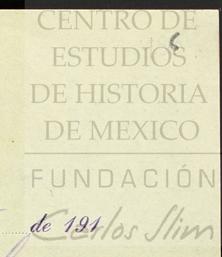 CENTRO DE
ESTUDIOS
DE HISTORIA
DE MEXICO
FUNDACIÓN
Carlos Slim
de 191